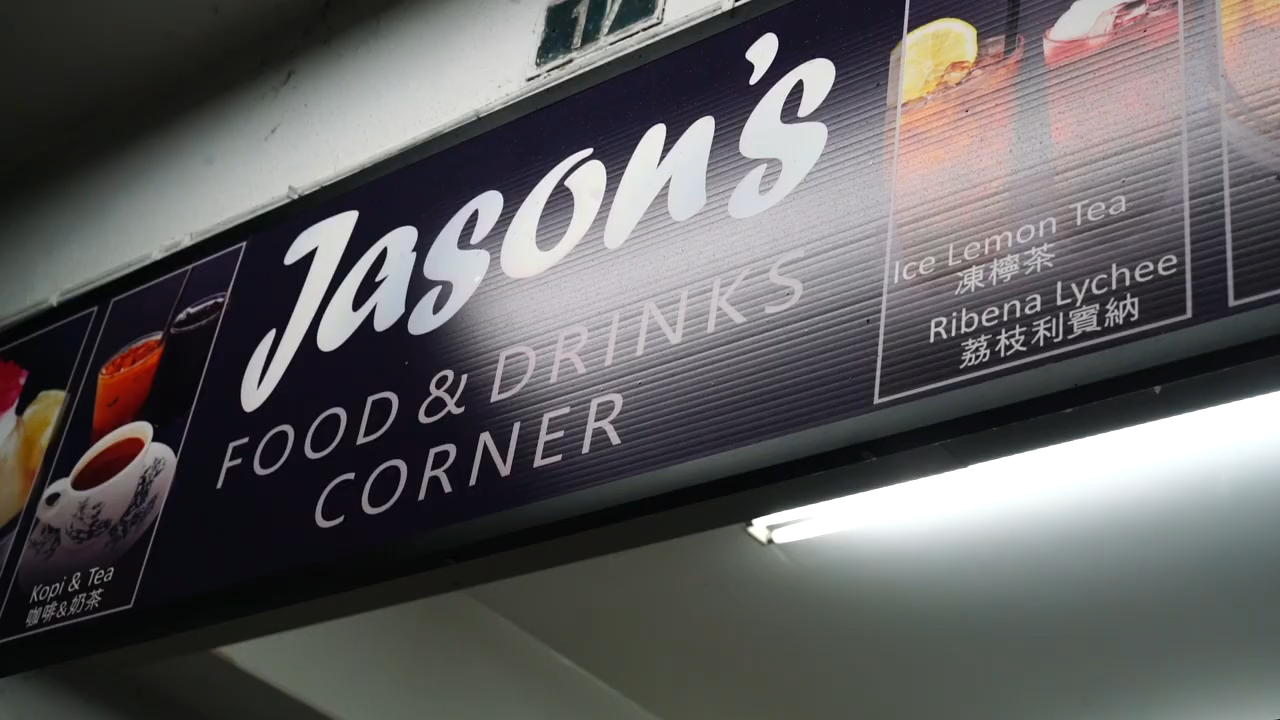 17
Jason's
FOOD & DRINKS
CORNER
Kopi & Tea
咖啡&奶茶
Ice Lemon Tea
凍檸茶
Ribena Lychee
荔枝利賓納